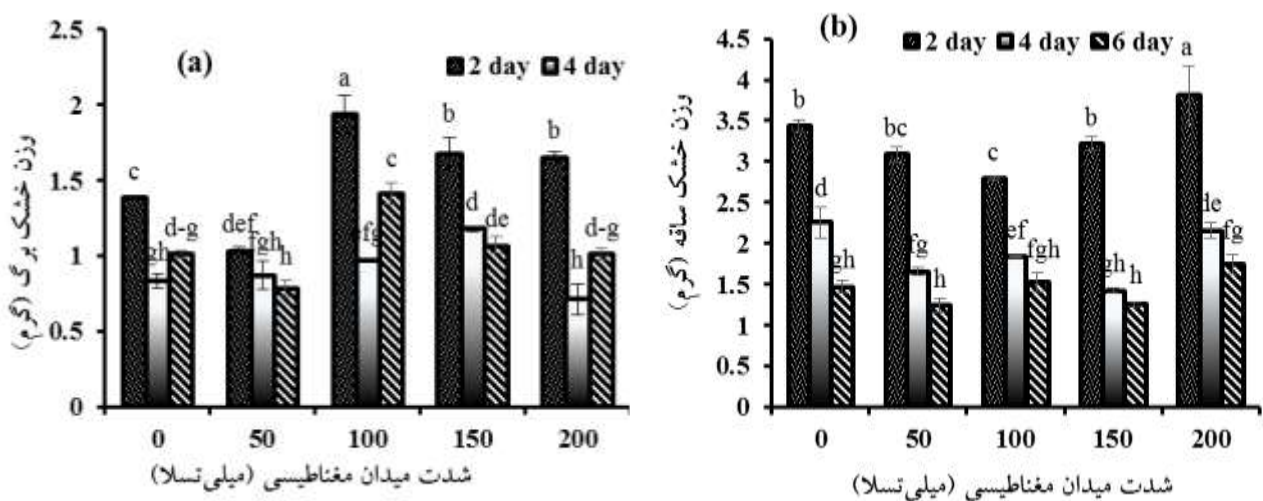 (a)
2 day 4 day
2.5
2
1.5
1
0.5
0
c
gh
d-g
def
fgh
h
a
efg
c
b
d
de
b
h
d-g
0 50 100 150 200
وزن خشک برگ (گرم)
شدت میدان مغناطیسی (میلی‌تسلا)
(b)
2 day 4 day 6 day
4.5
4
3.5
3
2.5
2
1.5
1
0.5
0
b
d
gh
bc
fg
h
c
ef
fgh
b
gh
h
a
de
fg
0 50 100 150 200
وزن خشک ساقه (گرم)
شدت میدان مغناطیسی (میلی‌تسلا)